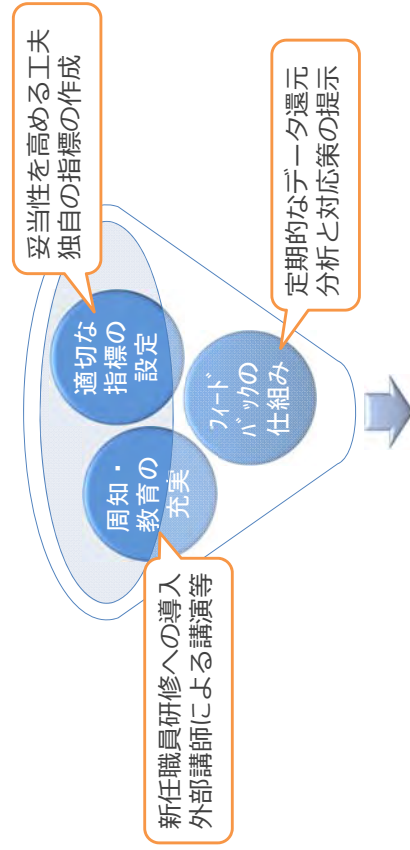 妥当性を高める工夫
独自の指標の作成
適切な
指標の
設定
周知・
教育の
充実
フィード
バックの
仕組み
新任職員研修への導入
外部講師による講演等
定期的なデータ還元
分析と対応策の提示